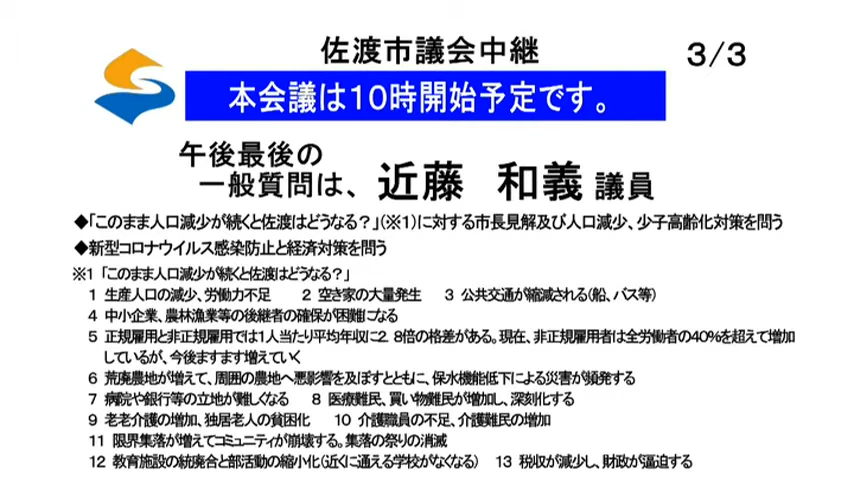 佐渡市議会中継
3/3
本会議は10時開始予定です。
午後最後の
一般質問は、近藤 和義 議員
◆「このまま人口減少が続くと佐渡はどうなる？」(※1)に対する市長見解及び人口減少、少子高齢化対策を問う
◆新型コロナウイルス感染防止と経済対策を問う
※1 「このまま人口減少が続くと佐渡はどうなる？」
1 生産人口の減少、労働力不足 2 空き家の大量発生 3 公共交通が縮減される(船、バス等)
4 中小企業、農林漁業等の後継者の確保が困難になる
5 正規雇用と非正規雇用では1人当たり平均年収に2.8倍の格差がある。現在、非正規雇用者は全労働者の40%を超えて増加
しているが、今後ますます増えていく
6 荒廃農地が増えて、周囲の農地へ悪影響を及ぼすとともに、保水機能低下による災害が頻発する
7 病院や銀行等の立地が難しくなる 8 医療難民、買い物難民が増加し、深刻化する
9 老老介護の増加、独居老人の貧困化 10 介護職員の不足、介護難民の増加
11 限界集落が増えてコミュニティが崩壊する。集落の祭りの消滅
12 教育施設の統廃合と部活動の縮小化(近くに通える学校がなくなる) 13 税収が減少し、財政が逼迫する